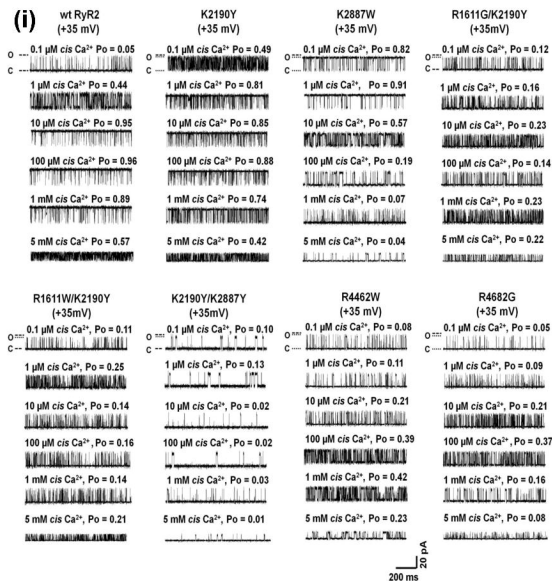 (i)
wt RyR2
(+35 mV)
0.1 µM cis Ca²⁺ Po = 0.05
O
C
1 µM cis Ca²⁺ Po = 0.44
10 µM cis Ca²⁺ Po = 0.95
100 µM cis Ca²⁺ Po = 0.96
1 mM cis Ca²⁺ Po = 0.89
5 mM cis Ca²⁺ Po = 0.57
K2190Y
(+35 mV)
0.1 µM cis Ca²⁺ Po = 0.49
O
C
1 µM cis Ca²⁺ Po = 0.81
10 µM cis Ca²⁺ Po = 0.85
100 µM cis Ca²⁺ Po = 0.88
1 mM cis Ca²⁺ Po = 0.74
5 mM cis Ca²⁺ Po = 0.42
K2887W
(+35 mV)
0.1 µM cis Ca²⁺ Po = 0.82
O
C
1 µM cis Ca²⁺, Po = 0.91
10 µM cis Ca²⁺ Po = 0.57
100 µM cis Ca²⁺ Po = 0.19
1 mM cis Ca²⁺ Po = 0.07
5 mM cis Ca²⁺ Po = 0.04
R1611G/K2190Y
(+35 mV)
0.1 µM cis Ca²⁺, Po = 0.12
O
C
1 µM cis Ca²⁺, Po = 0.16
10 µM cis Ca²⁺ Po = 0.23
100 µM cis Ca²⁺ Po = 0.14
1 mM cis Ca²⁺ Po = 0.23
5 mM cis Ca²⁺ Po = 0.22
R1611W/K2190Y
(+35mV)
0.1 µM cis Ca²⁺, Po = 0.11
O
C
1 µM cis Ca²⁺, Po = 0.25
10 µM cis Ca²⁺, Po = 0.14
100 µM cis Ca²⁺, Po = 0.16
1 mM cis Ca²⁺, Po = 0.14
5 mM cis Ca²⁺, Po = 0.21
K2190Y/K2887Y
(+35mV)
0.1 µM cis Ca²⁺, Po = 0.10
O
C
1 µM cis Ca²⁺, Po = 0.13
10 µM cis Ca²⁺, Po = 0.02
100 µM cis Ca²⁺, Po = 0.02
1 mM cis Ca²⁺, Po = 0.03
5 mM cis Ca²⁺, Po = 0.01
R4462W
(+35 mV)
0.1 µM cis Ca²⁺, Po = 0.08
O
C
1 µM cis Ca²⁺, Po = 0.11
10 µM cis Ca²⁺, Po = 0.21
100 µM cis Ca²⁺, Po = 0.39
1 mM cis Ca²⁺, Po = 0.42
5 mM cis Ca²⁺, Po = 0.23
R4682G
(+35 mV)
0.1 µM cis Ca²⁺, Po = 0.05
O
C
1 µM cis Ca²⁺, Po = 0.09
10 µM cis Ca²⁺, Po = 0.21
100 µM cis Ca²⁺, Po = 0.37
1 mM cis Ca²⁺, Po = 0.16
5 mM cis Ca²⁺, Po = 0.08
20 pA
200 ms